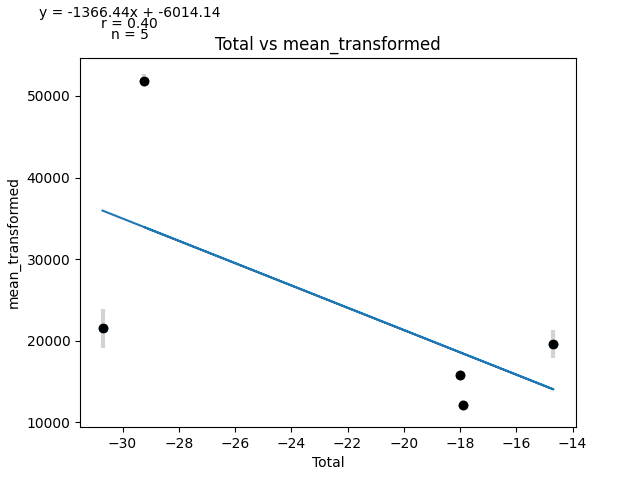 y = -1366.44x + -6014.14
r = 0.40
n = 5
Total vs mean_transformed
50000
40000
30000
20000
10000
mean_transformed
−30
−28
−26
−24
−22
−20
−18
−16
−14
Total